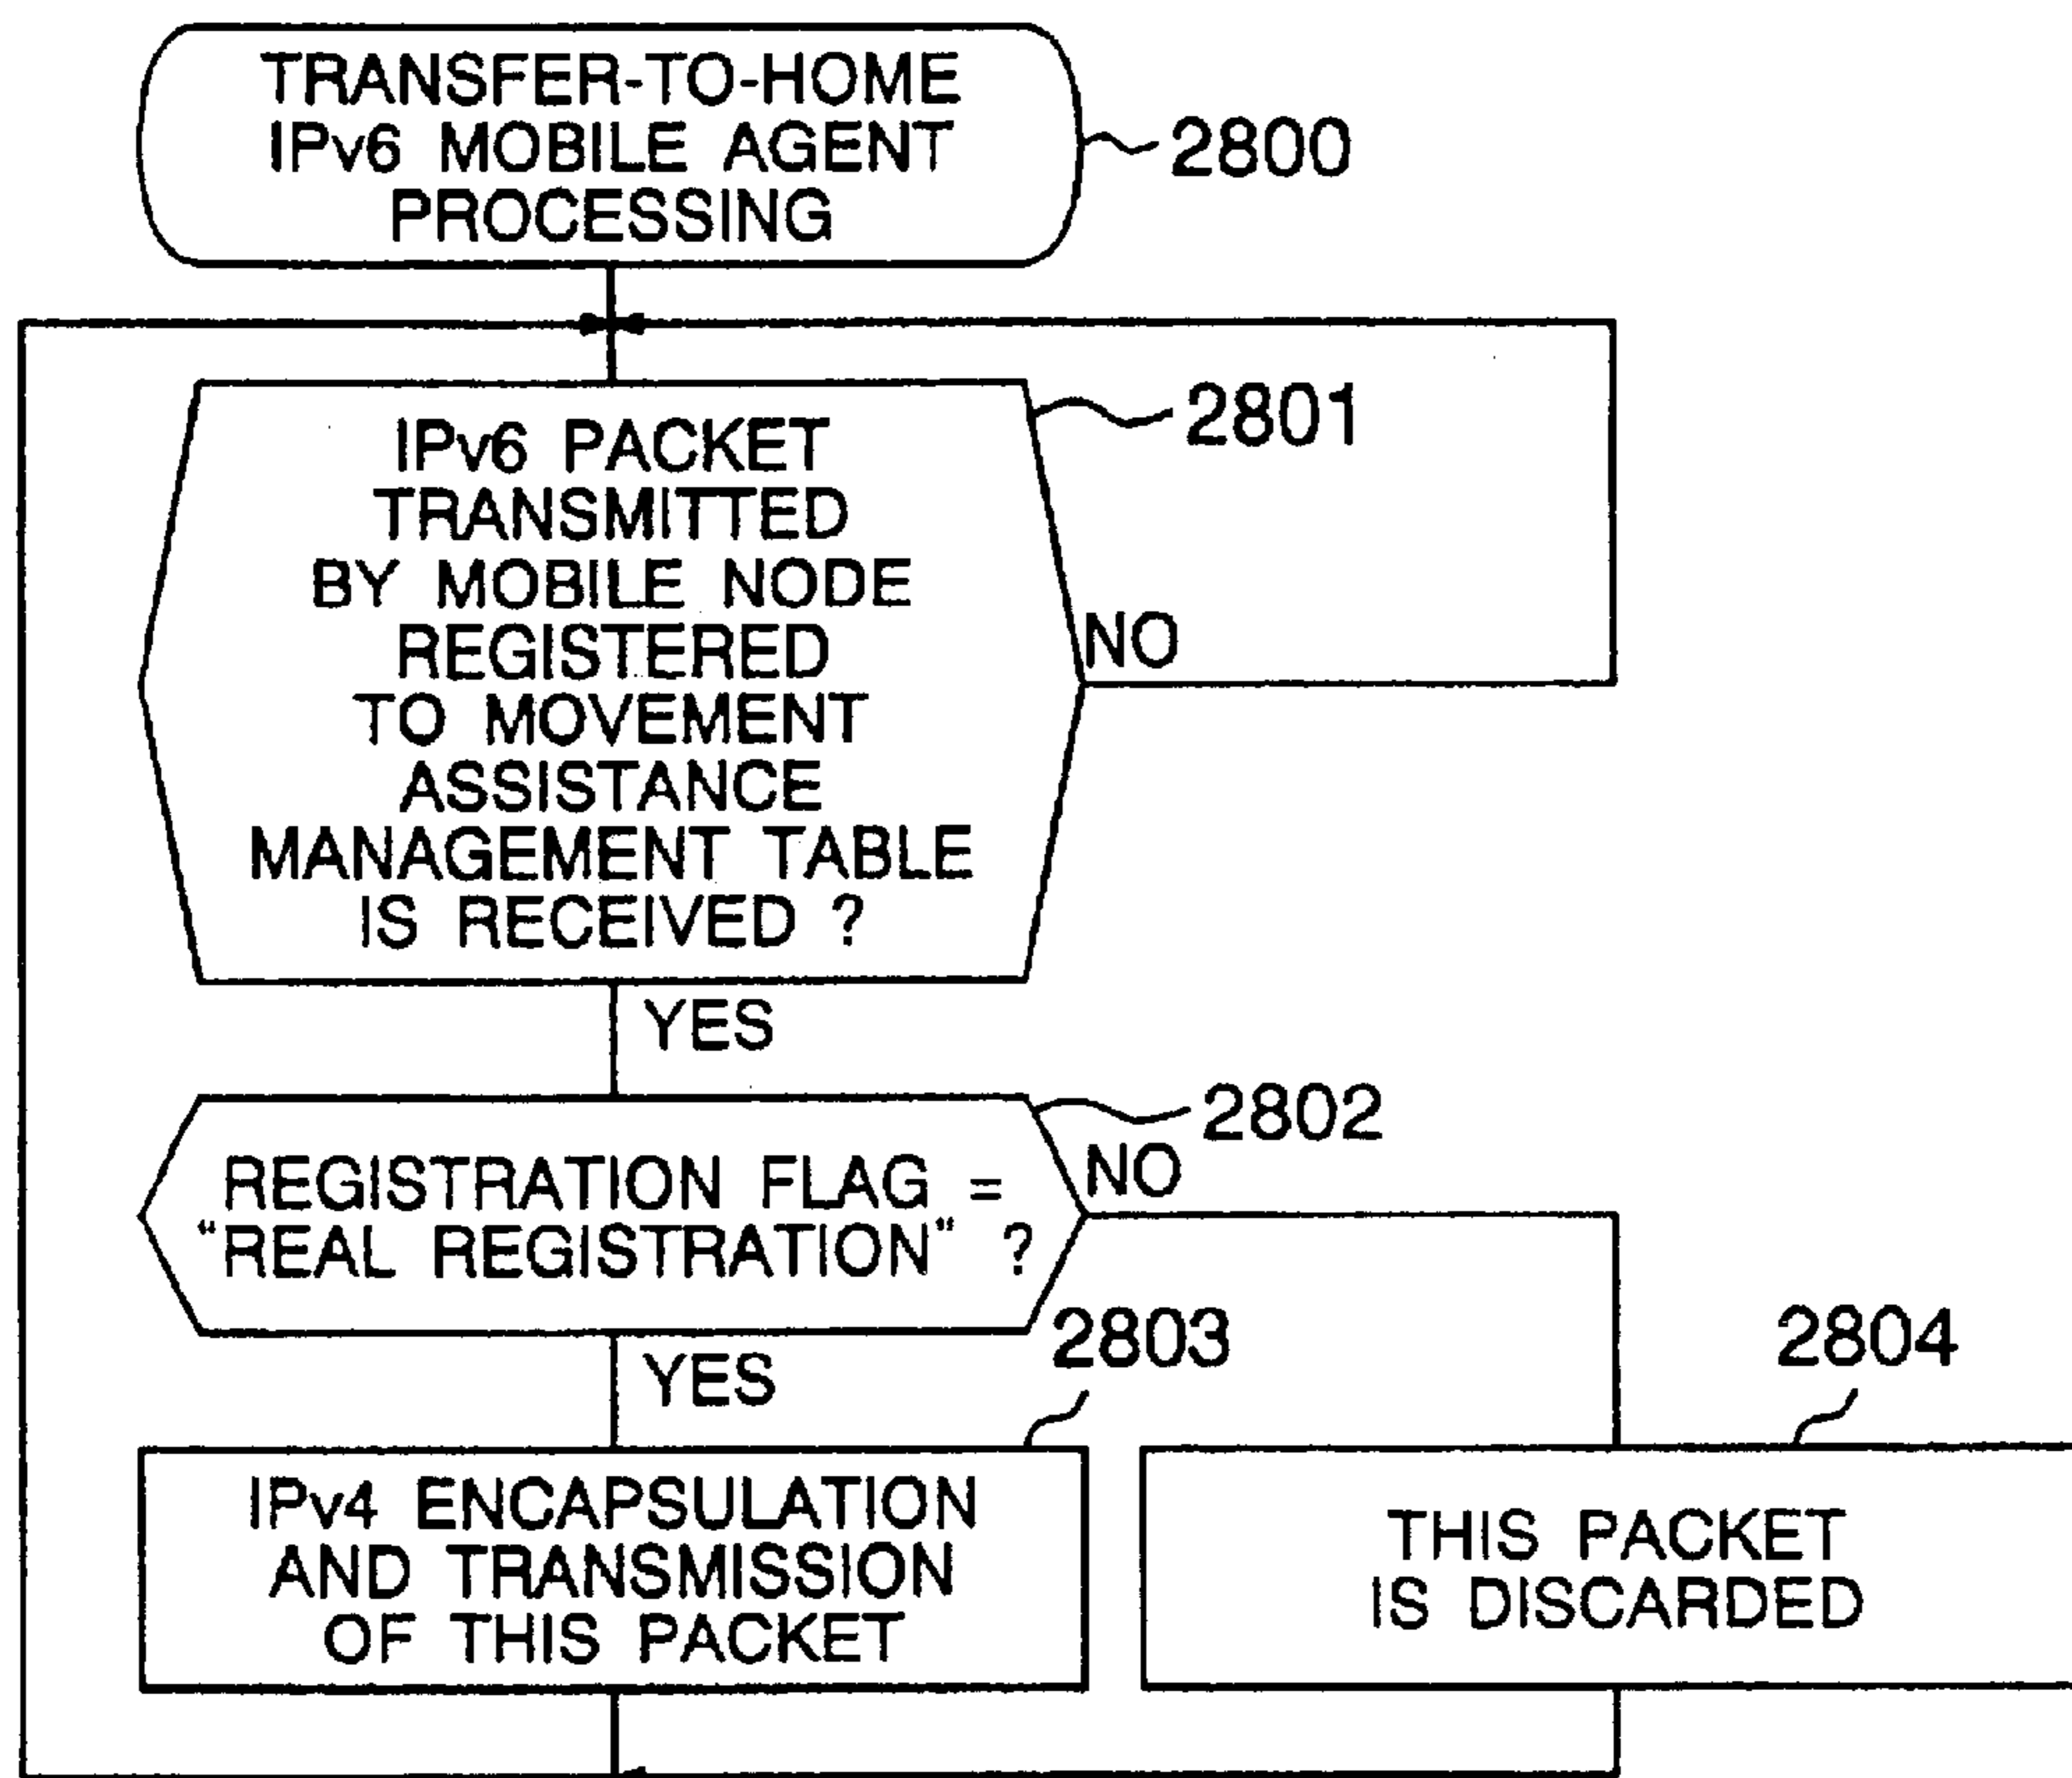 TRANSFER-TO-HOME
IPv6 MOBILE AGENT
PROCESSING
2800
IPv6 PACKET
TRANSMITTED
BY MOBILE NODE
REGISTERED
TO MOVEMENT
ASSISTANCE
MANAGEMENT TABLE
IS RECEIVED ?
2801
NO
YES
REGISTRATION FLAG =
“REAL REGISTRATION” ?
2802
NO
YES
2803
IPv4 ENCAPSULATION
AND TRANSMISSION
OF THIS PACKET
2804
THIS PACKET
IS DISCARDED